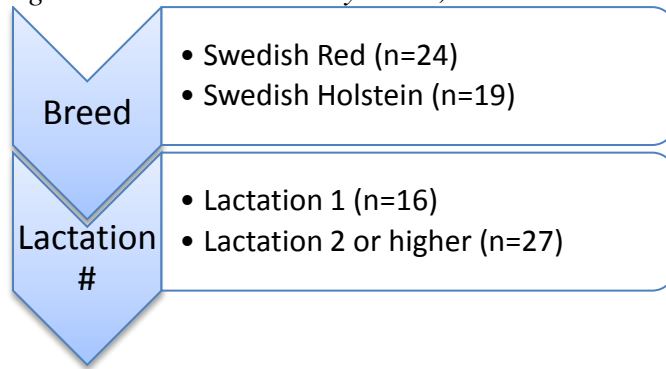 Breed
• Swedish Red (n=24)
• Swedish Holstein (n=19)
Lactation
#
• Lactation 1 (n=16)
• Lactation 2 or higher (n=27)